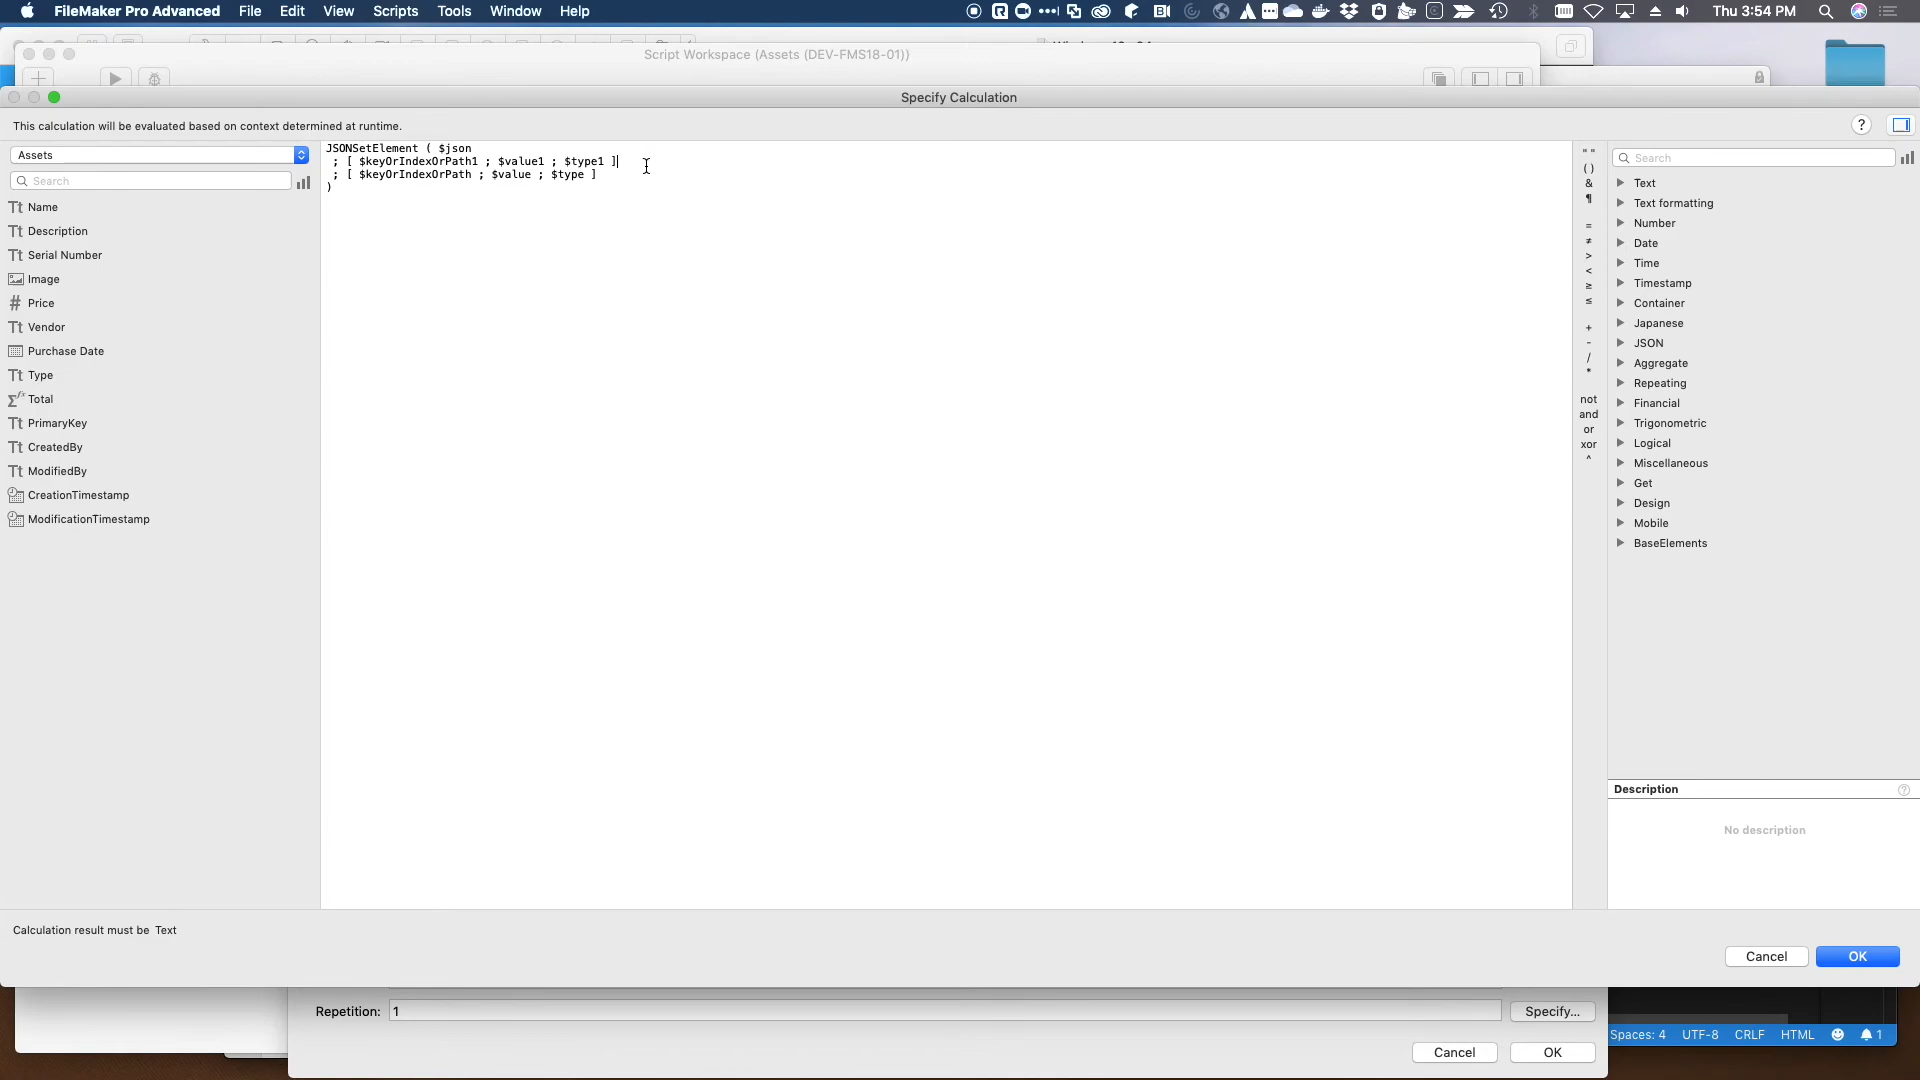 FileMaker Pro Advanced File Edit View Scripts Tools Window Help Thu 3:54 PM
Script Workspace (Assets (DEV-FMS18-01))
Specify Calculation
This calculation will be evaluated based on context determined at runtime.
?
Assets
Search
Name
Description
Serial Number
Image
Price
Vendor
Purchase Date
Type
Total
PrimaryKey
CreatedBy
ModifiedBy
CreationTimestamp
ModificationTimestamp
JSONSetElement ( $json
; [ $keyOrIndexOrPath1 ; $value1 ; $type1 ]
; [ $keyOrIndexOrPath ; $value ; $type ]
)
" "
( )
&
¶
=
≠
>
<
≥
≤
+
-
/
*
not
and
or
xor
^
Search
Text
Text formatting
Number
Date
Time
Timestamp
Container
Japanese
JSON
Aggregate
Repeating
Financial
Trigonometric
Logical
Miscellaneous
Get
Design
Mobile
BaseElements
Description
No description
Calculation result must be Text
Cancel OK
Repetition: 1 Specify...
Cancel OK
Spaces: 4 UTF-8 CRLF HTML 1